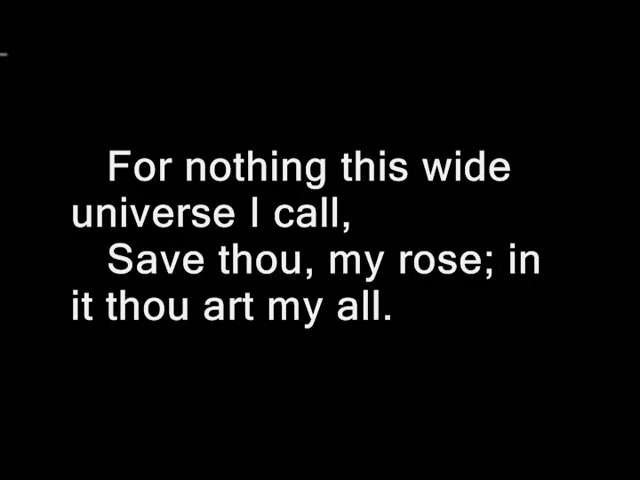 For nothing this wide
universe I call,
Save thou, my rose; in
it thou art my all.